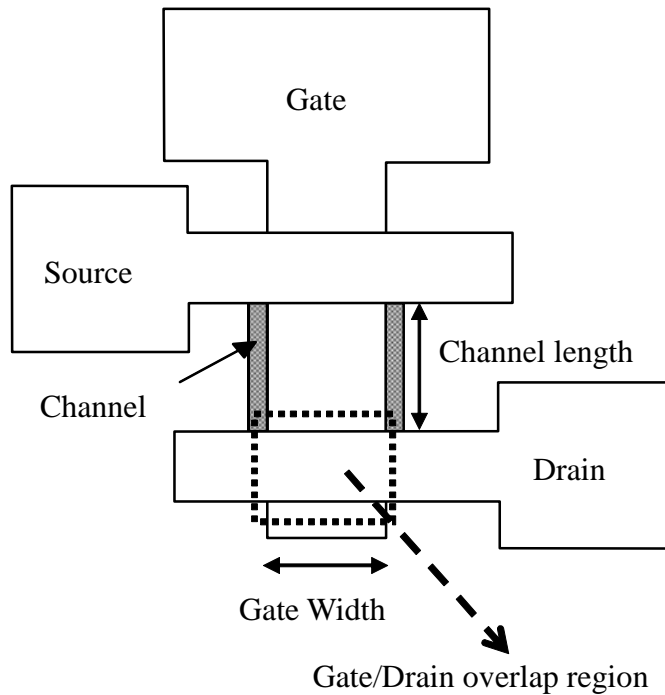 Gate
Source
Channel length
Channel
Drain
Gate Width
Gate/Drain overlap region